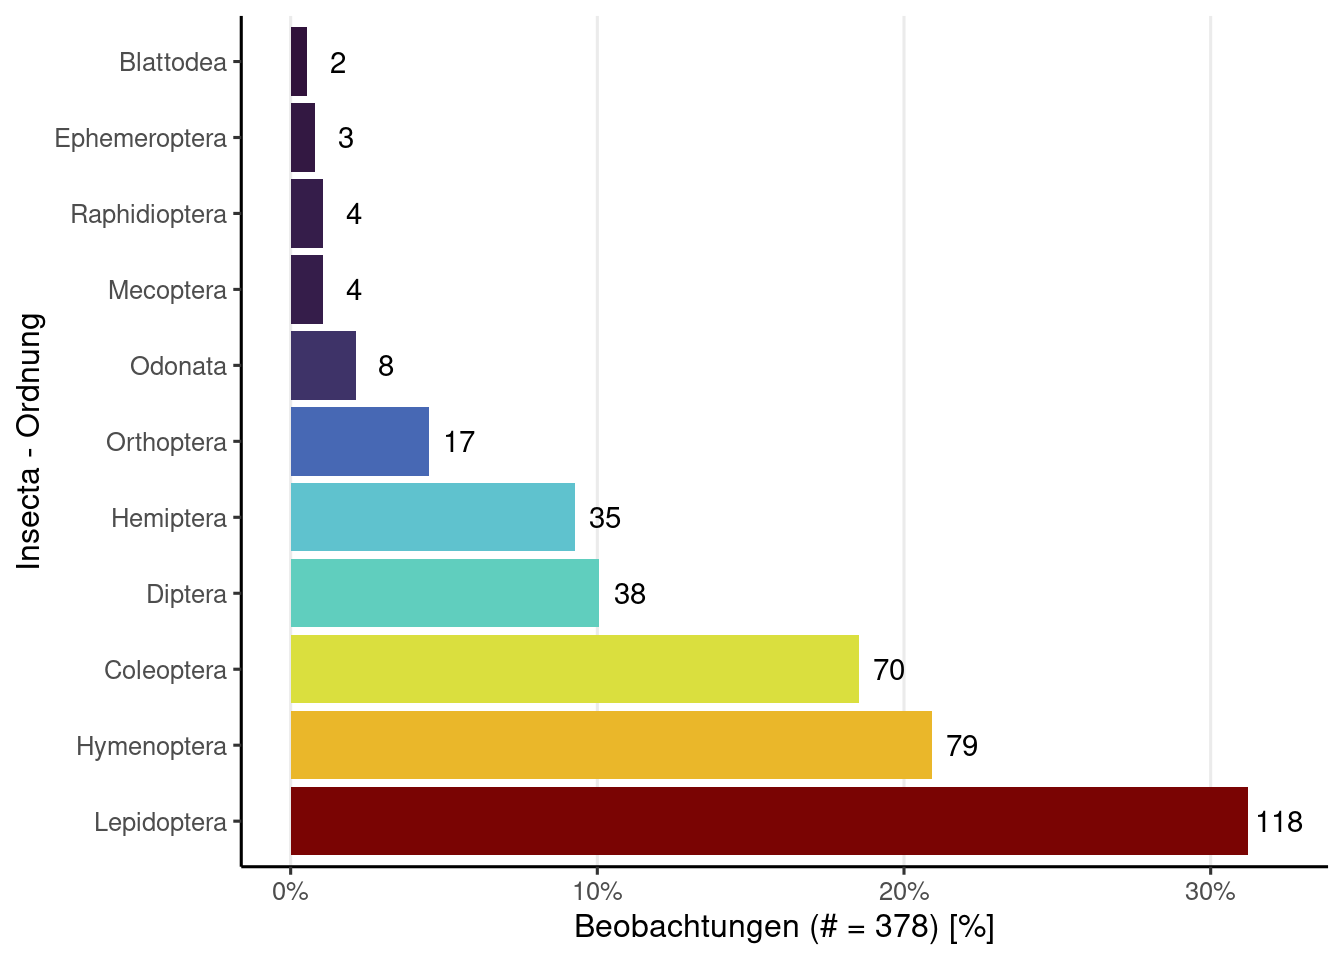 Blattodea 2
Ephemeroptera 3
Raphidioptera 4
Mecoptera 4
Odonata 8
Orthoptera 17
Hemiptera 35
Diptera 38
Coleoptera 70
Hymenoptera 79
Lepidoptera 118
Insecta - Ordnung
0% 10% 20% 30%
Beobachtungen (# = 378) [%]